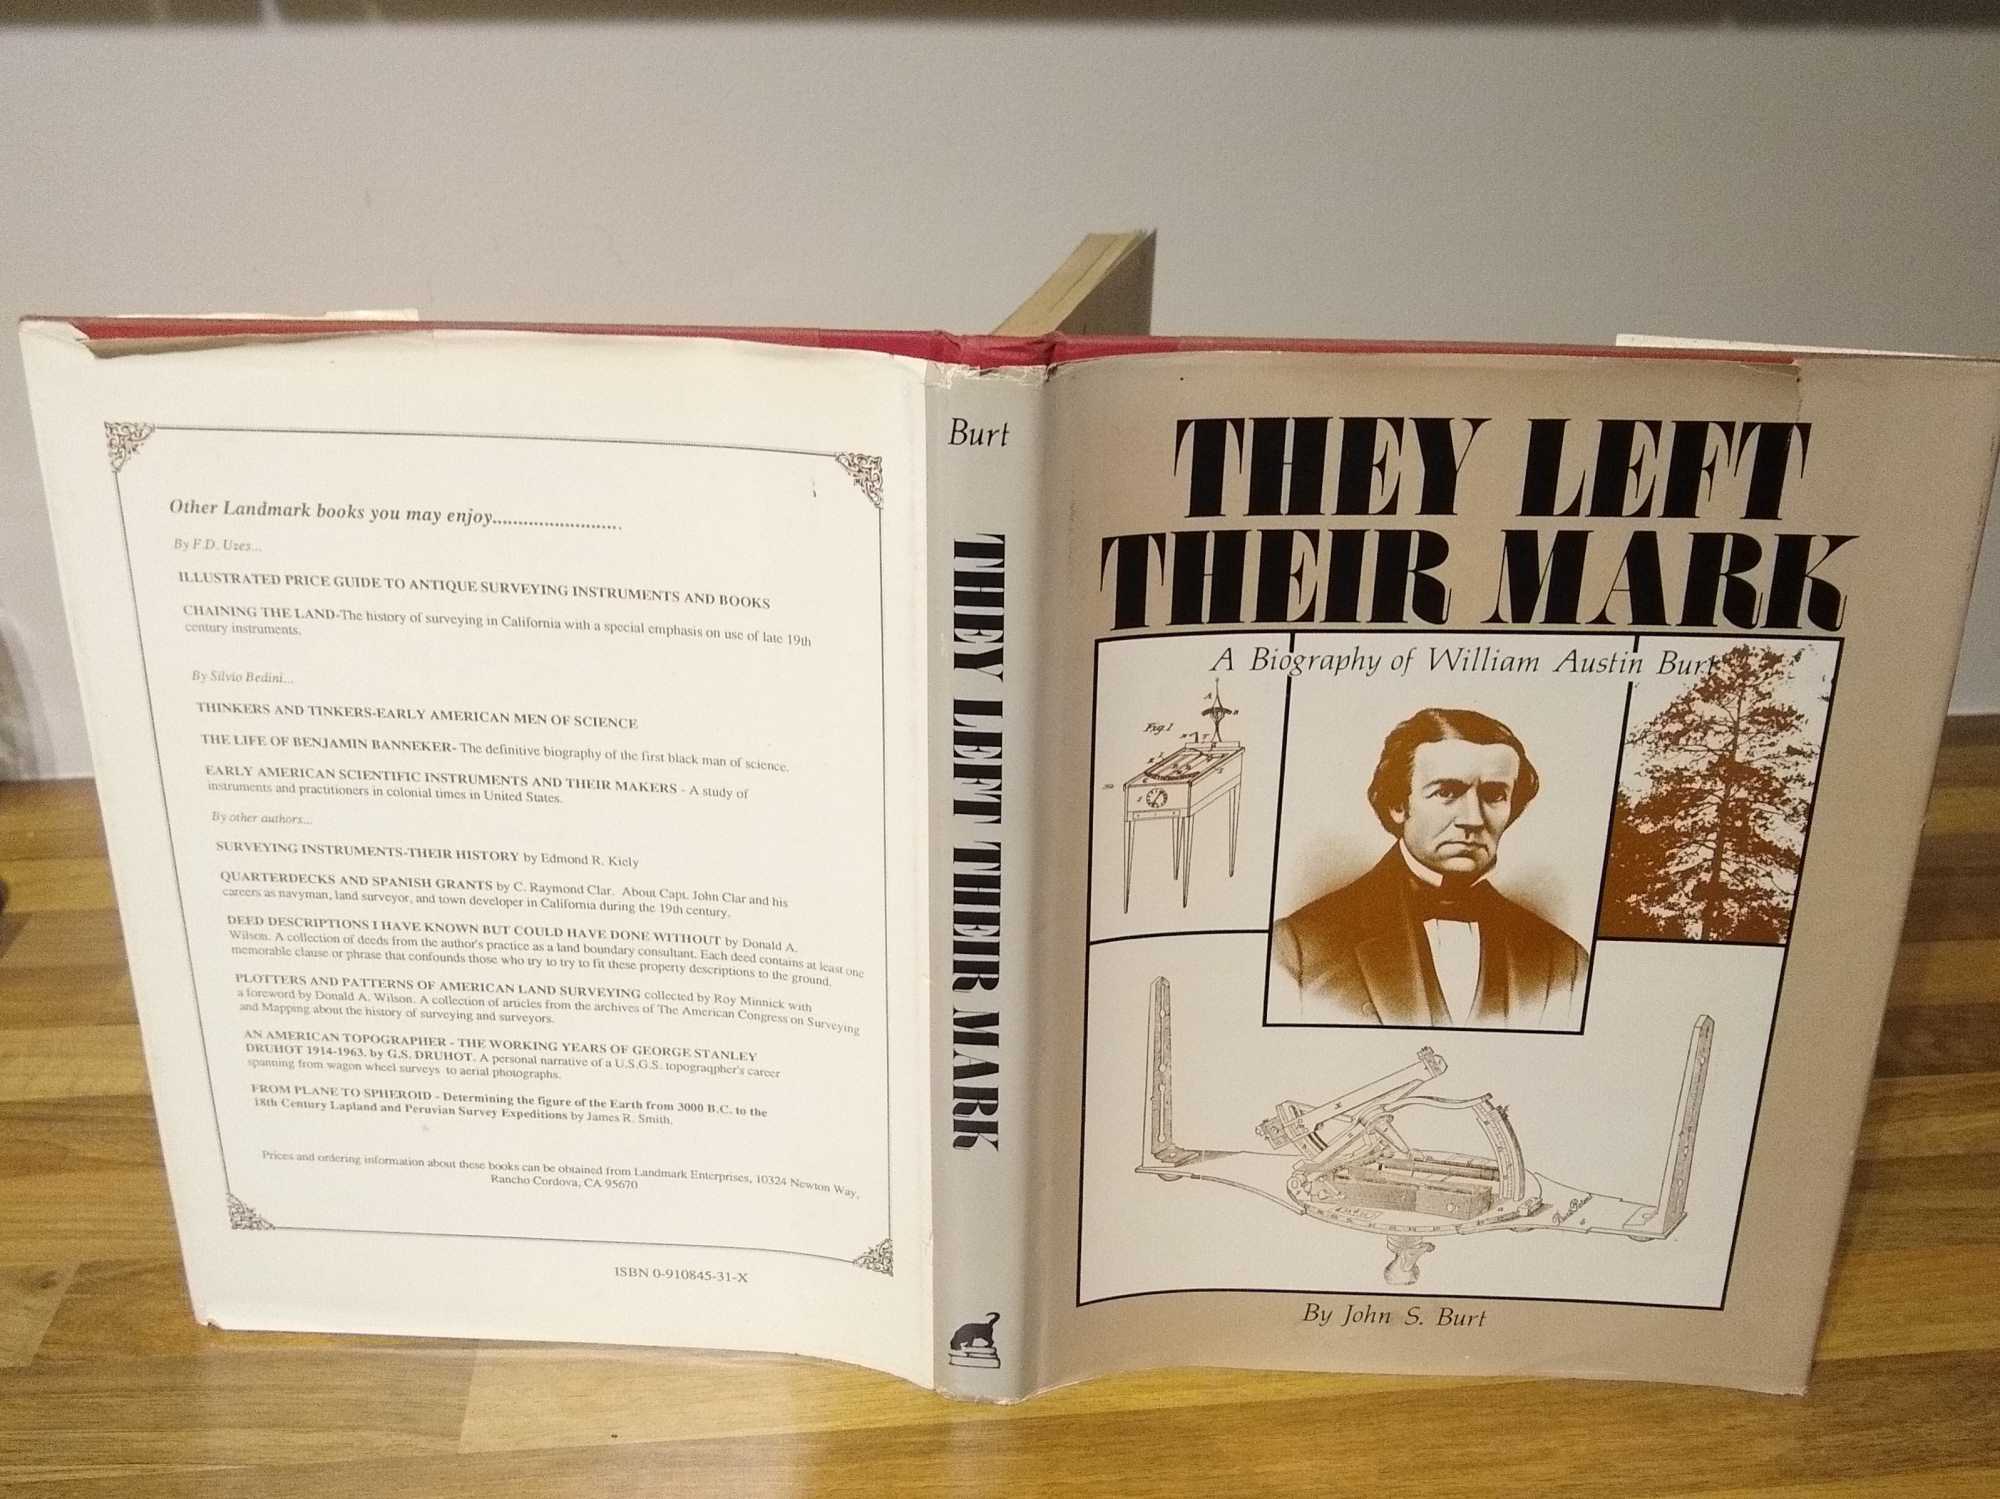 Other Landmark books you may enjoy.........................
By F.D. Uzes...
ILLUSTRATED PRICE GUIDE TO ANTIQUE SURVEYING INSTRUMENTS AND BOOKS
CHAINING THE LAND-The history of surveying in California with a special emphasis on use of late 19th
century instruments.
By Silvio Bedini...
THINKERS AND TINKERS-EARLY AMERICAN MEN OF SCIENCE
THE LIFE OF BENJAMIN BANNEKER- The definitive biography of the first black man of science.
EARLY AMERICAN SCIENTIFIC INSTRUMENTS AND THEIR MAKERS - A study of
instruments and practitioners in colonial times in United States.
By other authors...
SURVEYING INSTRUMENTS-THEIR HISTORY by Edmond R. Kiely
QUARTERDECKS AND SPANISH GRANTS by C. Raymond Clar. About Capt. John Clar and his
careers as navyman, land surveyor, and town developer in California during the 19th century.
DEED DESCRIPTIONS I HAVE KNOWN BUT COULD HAVE DONE WITHOUT by Donald A.
Wilson. A collection of deeds from the author's practice as a land boundary consultant. Each deed contains at least one
memorable clause or phrase that confounds those who try to try to fit these property descriptions to the ground.
PLOTTERS AND PATTERNS OF AMERICAN LAND SURVEYING collected by Roy Minnick with
a foreword by Donald A. Wilson. A collection of articles from the archives of The American Congress on Surveying
and Mapping about the history of surveying and surveyors.
AN AMERICAN TOPOGRAPHER - THE WORKING YEARS OF GEORGE STANLEY
DRUHOT 1914-1963. by G.S. DRUHOT. A personal narrative of a U.S.G.S. topograqpher's career
spanning from wagon wheel surveys to aerial photographs.
FROM PLANE TO SPHEROID - Determining the figure of the Earth from 3000 B.C. to the
18th Century Lapland and Peruvian Survey Expeditions by James R. Smith.
Prices and ordering information about these books can be obtained from Landmark Enterprises, 10324 Newton Way,
Rancho Cordova, CA 95670
ISBN 0-910845-31-X
Burt
THEY LEFT THEIR MARK
THEY LEFT
THEIR MARK
A Biography of William Austin Burt
Fig. 1
By John S. Burt